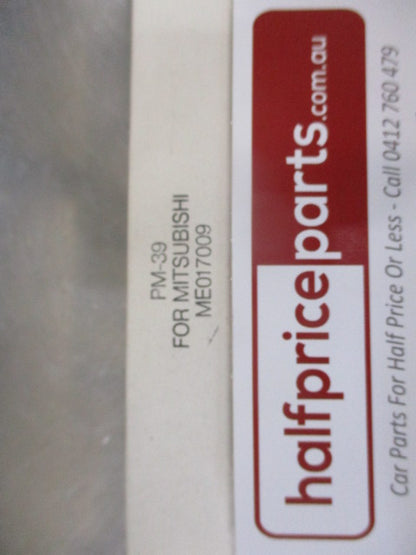 PM-39
FOR MITSUBISHI
ME017009
halfpriceparts.com.au
Car Parts For Half Price Or Less - Call 0412 760 479